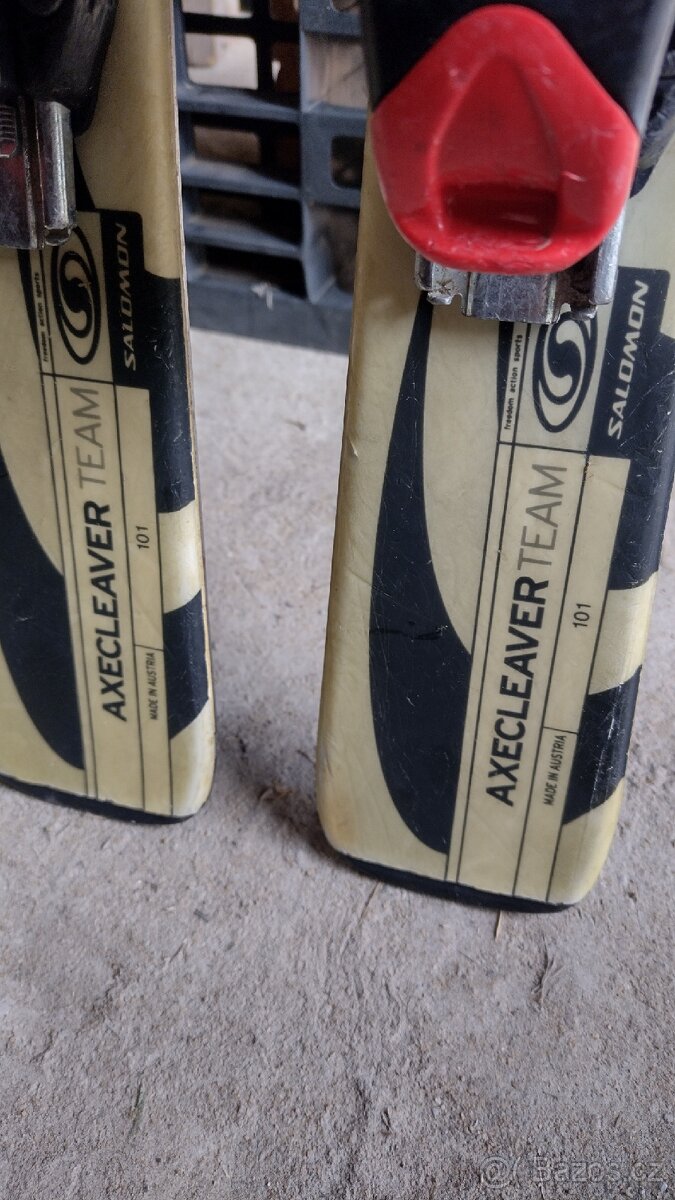 freedom action sports
SALOMON
AXECLEAVER TEAM
101
MADE IN AUSTRIA
freedom action sports
SALOMON
AXECLEAVER TEAM
101
MADE IN AUSTRIA
Bazos.cz